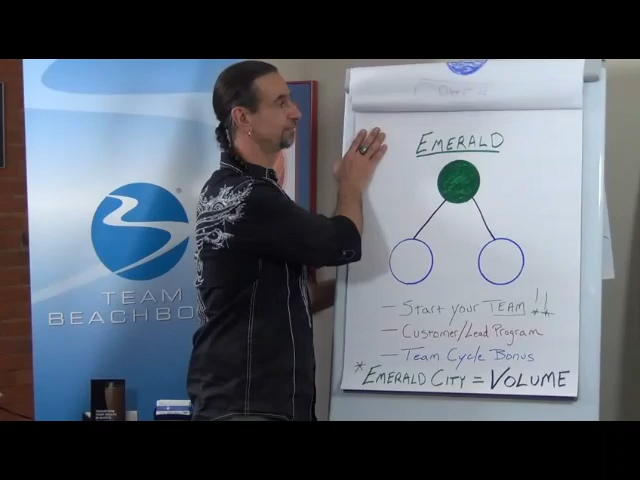 EMERALD
- Start your TEAM !!
- Customer/Lead Program
- Team Cycle Bonus
*EMERALD CITY = VOLUME
TEAM
BEACHBO
®